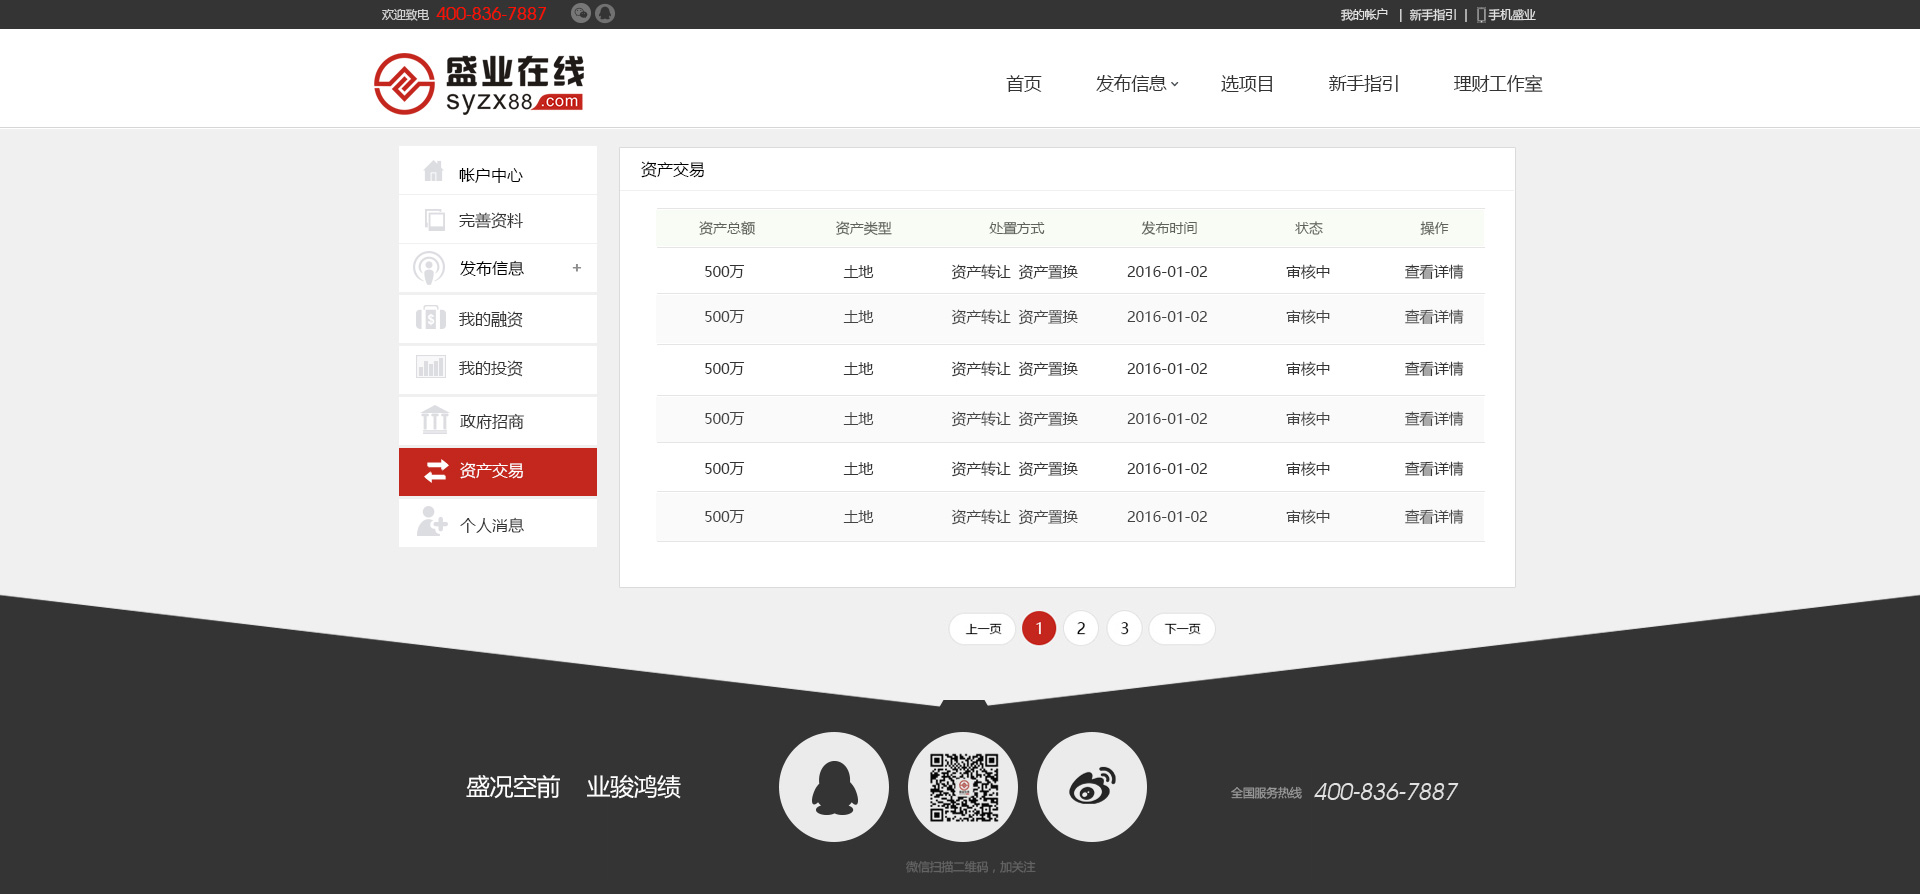 欢迎致电 400-836-7887 我的帐户 | 新手指引 | 手机盛业
盛业在线
syzx88.com
首页 发布信息 选项目 新手指引 理财工作室
帐户中心
完善资料
发布信息 +
我的融资
我的投资
政府招商
资产交易
个人消息
资产交易
资产总额 资产类型 处置方式 发布时间 状态 操作
500万 土地 资产转让 资产置换 2016-01-02 审核中 查看详情
500万 土地 资产转让 资产置换 2016-01-02 审核中 查看详情
500万 土地 资产转让 资产置换 2016-01-02 审核中 查看详情
500万 土地 资产转让 资产置换 2016-01-02 审核中 查看详情
500万 土地 资产转让 资产置换 2016-01-02 审核中 查看详情
500万 土地 资产转让 资产置换 2016-01-02 审核中 查看详情
上一页 1 2 3 下一页
盛况空前 业骏鸿绩
全国服务热线 400-836-7887
微信扫描二维码，加关注